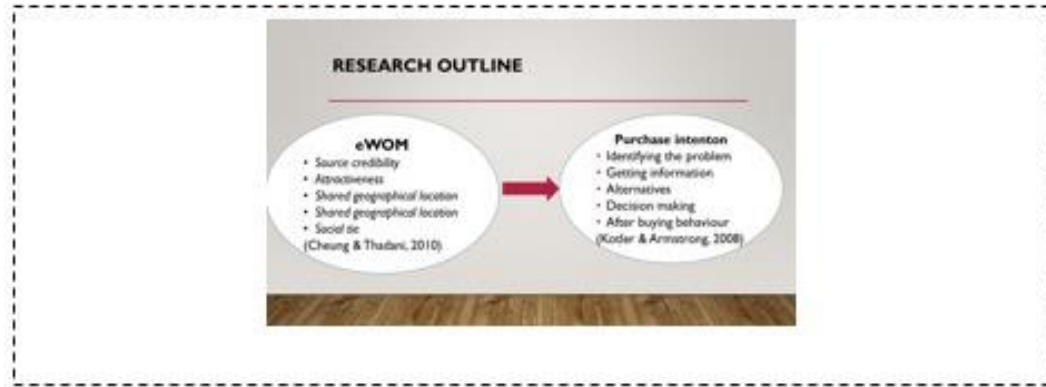 RESEARCH OUTLINE
eWOM
• Source credibility
• Attractiveness
• Shared geographical location
• Shared geographical location
• Social tie
(Cheung & Thadani, 2010)
Purchase intenton
• Identifying the problem
• Getting information
• Alternatives
• Decision making
• After buying behaviour
(Kotler & Armstrong, 2008)